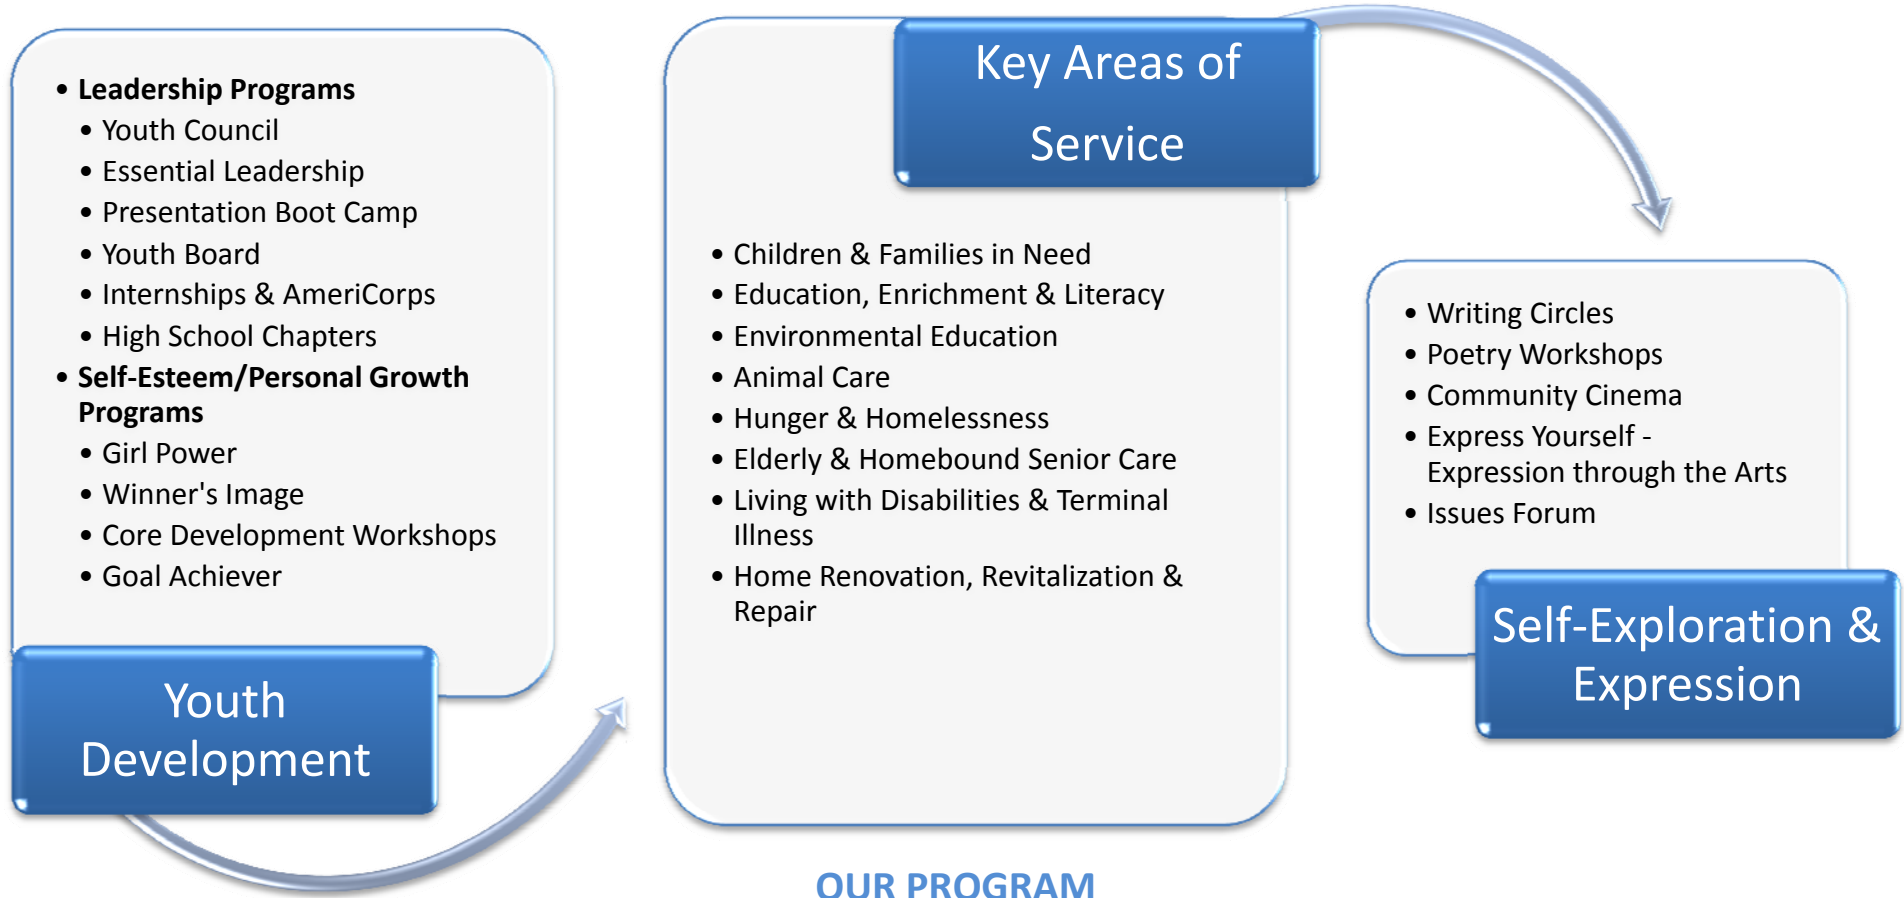 • Leadership Programs
• Youth Council
• Essential Leadership
• Presentation Boot Camp
• Youth Board
• Internships & AmeriCorps
• High School Chapters
• Self-Esteem/Personal Growth
Programs
• Girl Power
• Winner's Image
• Core Development Workshops
• Goal Achiever
Youth
Development
Key Areas of
Service
• Children & Families in Need
• Education, Enrichment & Literacy
• Environmental Education
• Animal Care
• Hunger & Homelessness
• Elderly & Homebound Senior Care
• Living with Disabilities & Terminal
Illness
• Home Renovation, Revitalization &
Repair
• Writing Circles
• Poetry Workshops
• Community Cinema
• Express Yourself -
Expression through the Arts
• Issues Forum
Self-Exploration &
Expression
OUR PROGRAM